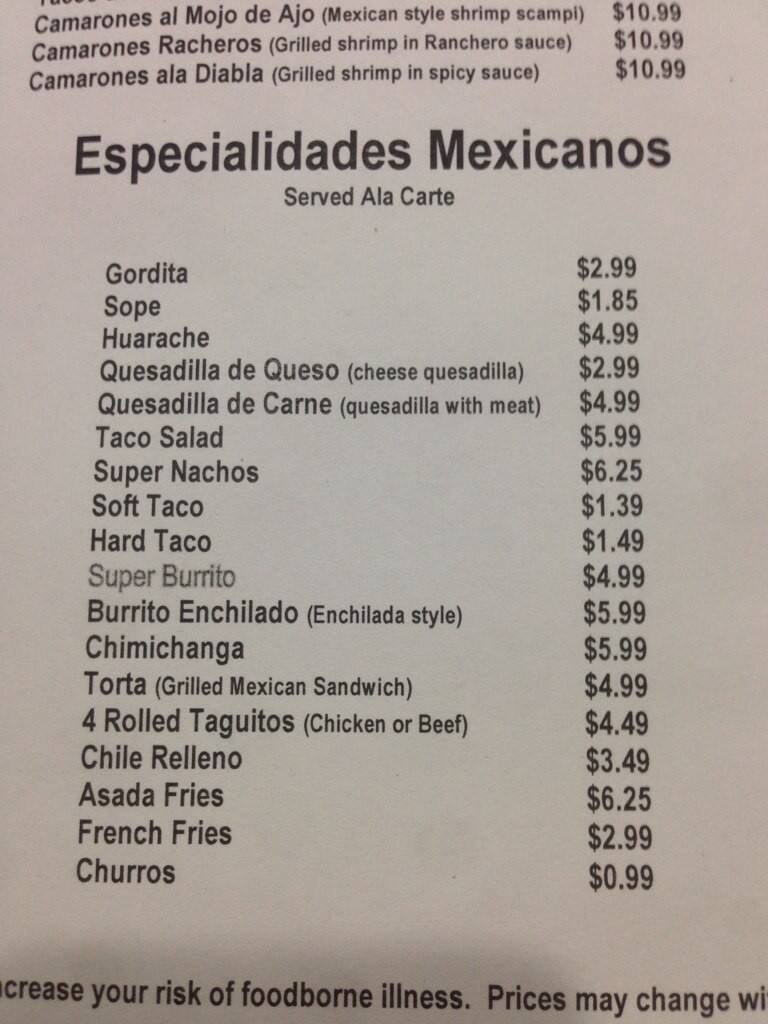 Camarones al Mojo de Ajo (Mexican style shrimp scampi) $10.99
Camarones Racheros (Grilled shrimp in Ranchero sauce) $10.99
Camarones ala Diabla (Grilled shrimp in spicy sauce) $10.99
Especialidades Mexicanos
Served Ala Carte
Gordita $2.99
Sope $1.85
Huarache $4.99
Quesadilla de Queso (cheese quesadilla) $2.99
Quesadilla de Carne (quesadilla with meat) $4.99
Taco Salad $5.99
Super Nachos $6.25
Soft Taco $1.39
Hard Taco $1.49
Super Burrito $4.99
Burrito Enchilado (Enchilada style) $5.99
Chimichanga $5.99
Torta (Grilled Mexican Sandwich) $4.99
4 Rolled Taguitos (Chicken or Beef) $4.49
Chile Relleno $3.49
Asada Fries $6.25
French Fries $2.99
Churros $0.99
crease your risk of foodborne illness. Prices may change wi